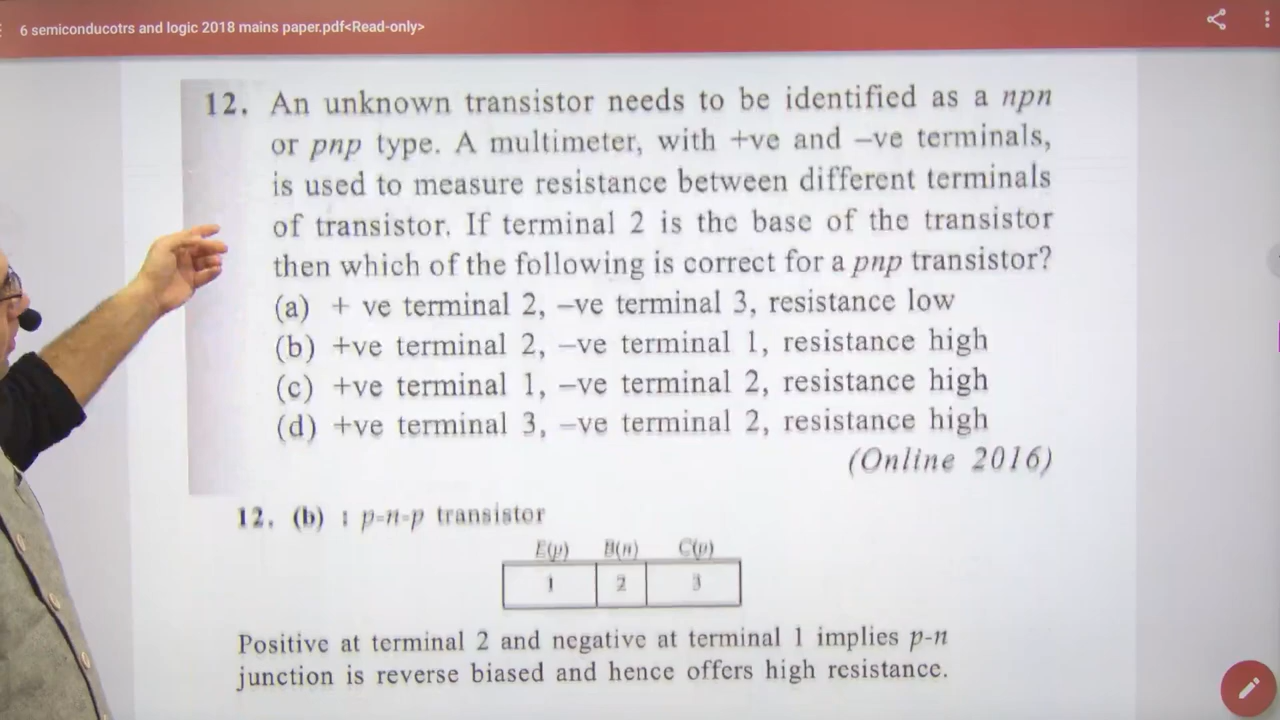 6 semiconducotrs and logic 2018 mains paper.pdf<Read-only>
12. An unknown transistor needs to be identified as a npn
or pnp type. A multimeter, with +ve and –ve terminals,
is used to measure resistance between different terminals
of transistor. If terminal 2 is the base of the transistor
then which of the following is correct for a pnp transistor?
(a) + ve terminal 2, –ve terminal 3, resistance low
(b) +ve terminal 2, –ve terminal 1, resistance high
(c) +ve terminal 1, –ve terminal 2, resistance high
(d) +ve terminal 3, –ve terminal 2, resistance high
(Online 2016)
12. (b) : p-n-p transistor
E(p) B(n) C(p)
1 2 3
Positive at terminal 2 and negative at terminal 1 implies p-n
junction is reverse biased and hence offers high resistance.